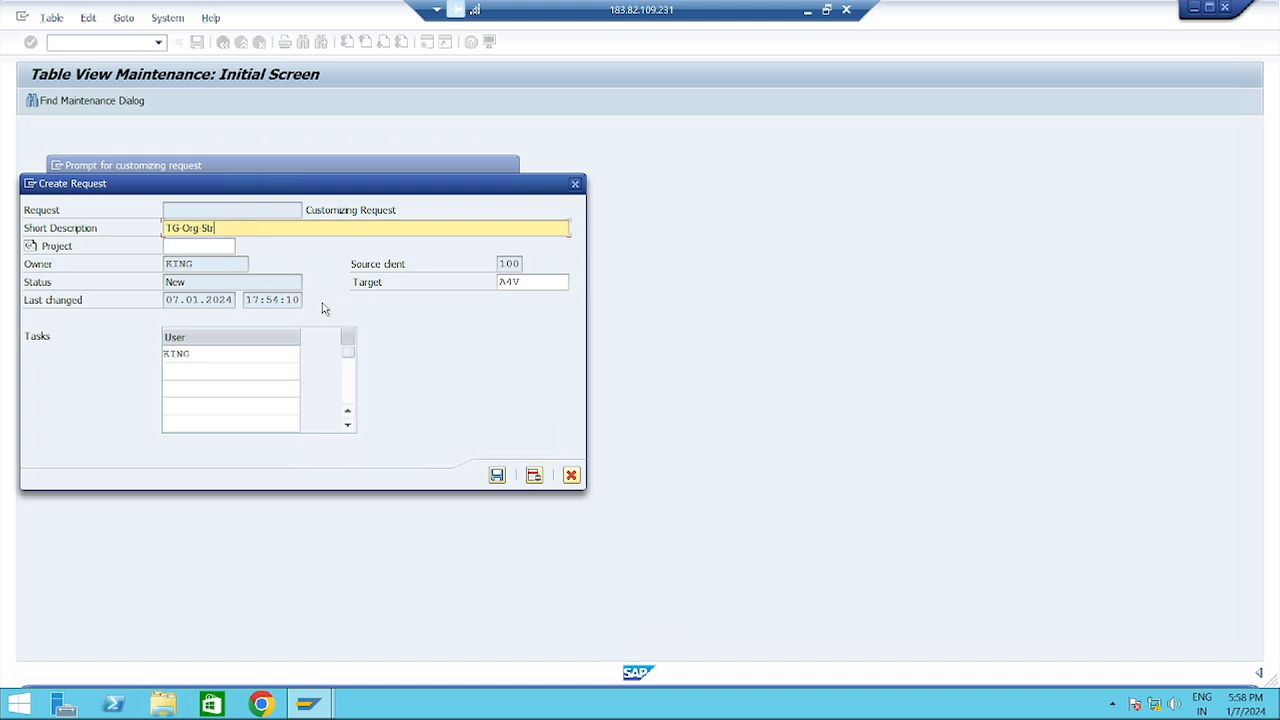 183.82.109.231
Table Edit Goto System Help
Table View Maintenance: Initial Screen
Find Maintenance Dialog
Prompt for customizing request
Create Request
Request Customizing Request
Short Description TG-Org-Str
Project
Owner KING Source client 100
Status New Target A4V
Last changed 07.01.2024 17:54:10
Tasks User
KING
SAP
ENG 5:58 PM
IN 1/7/2024